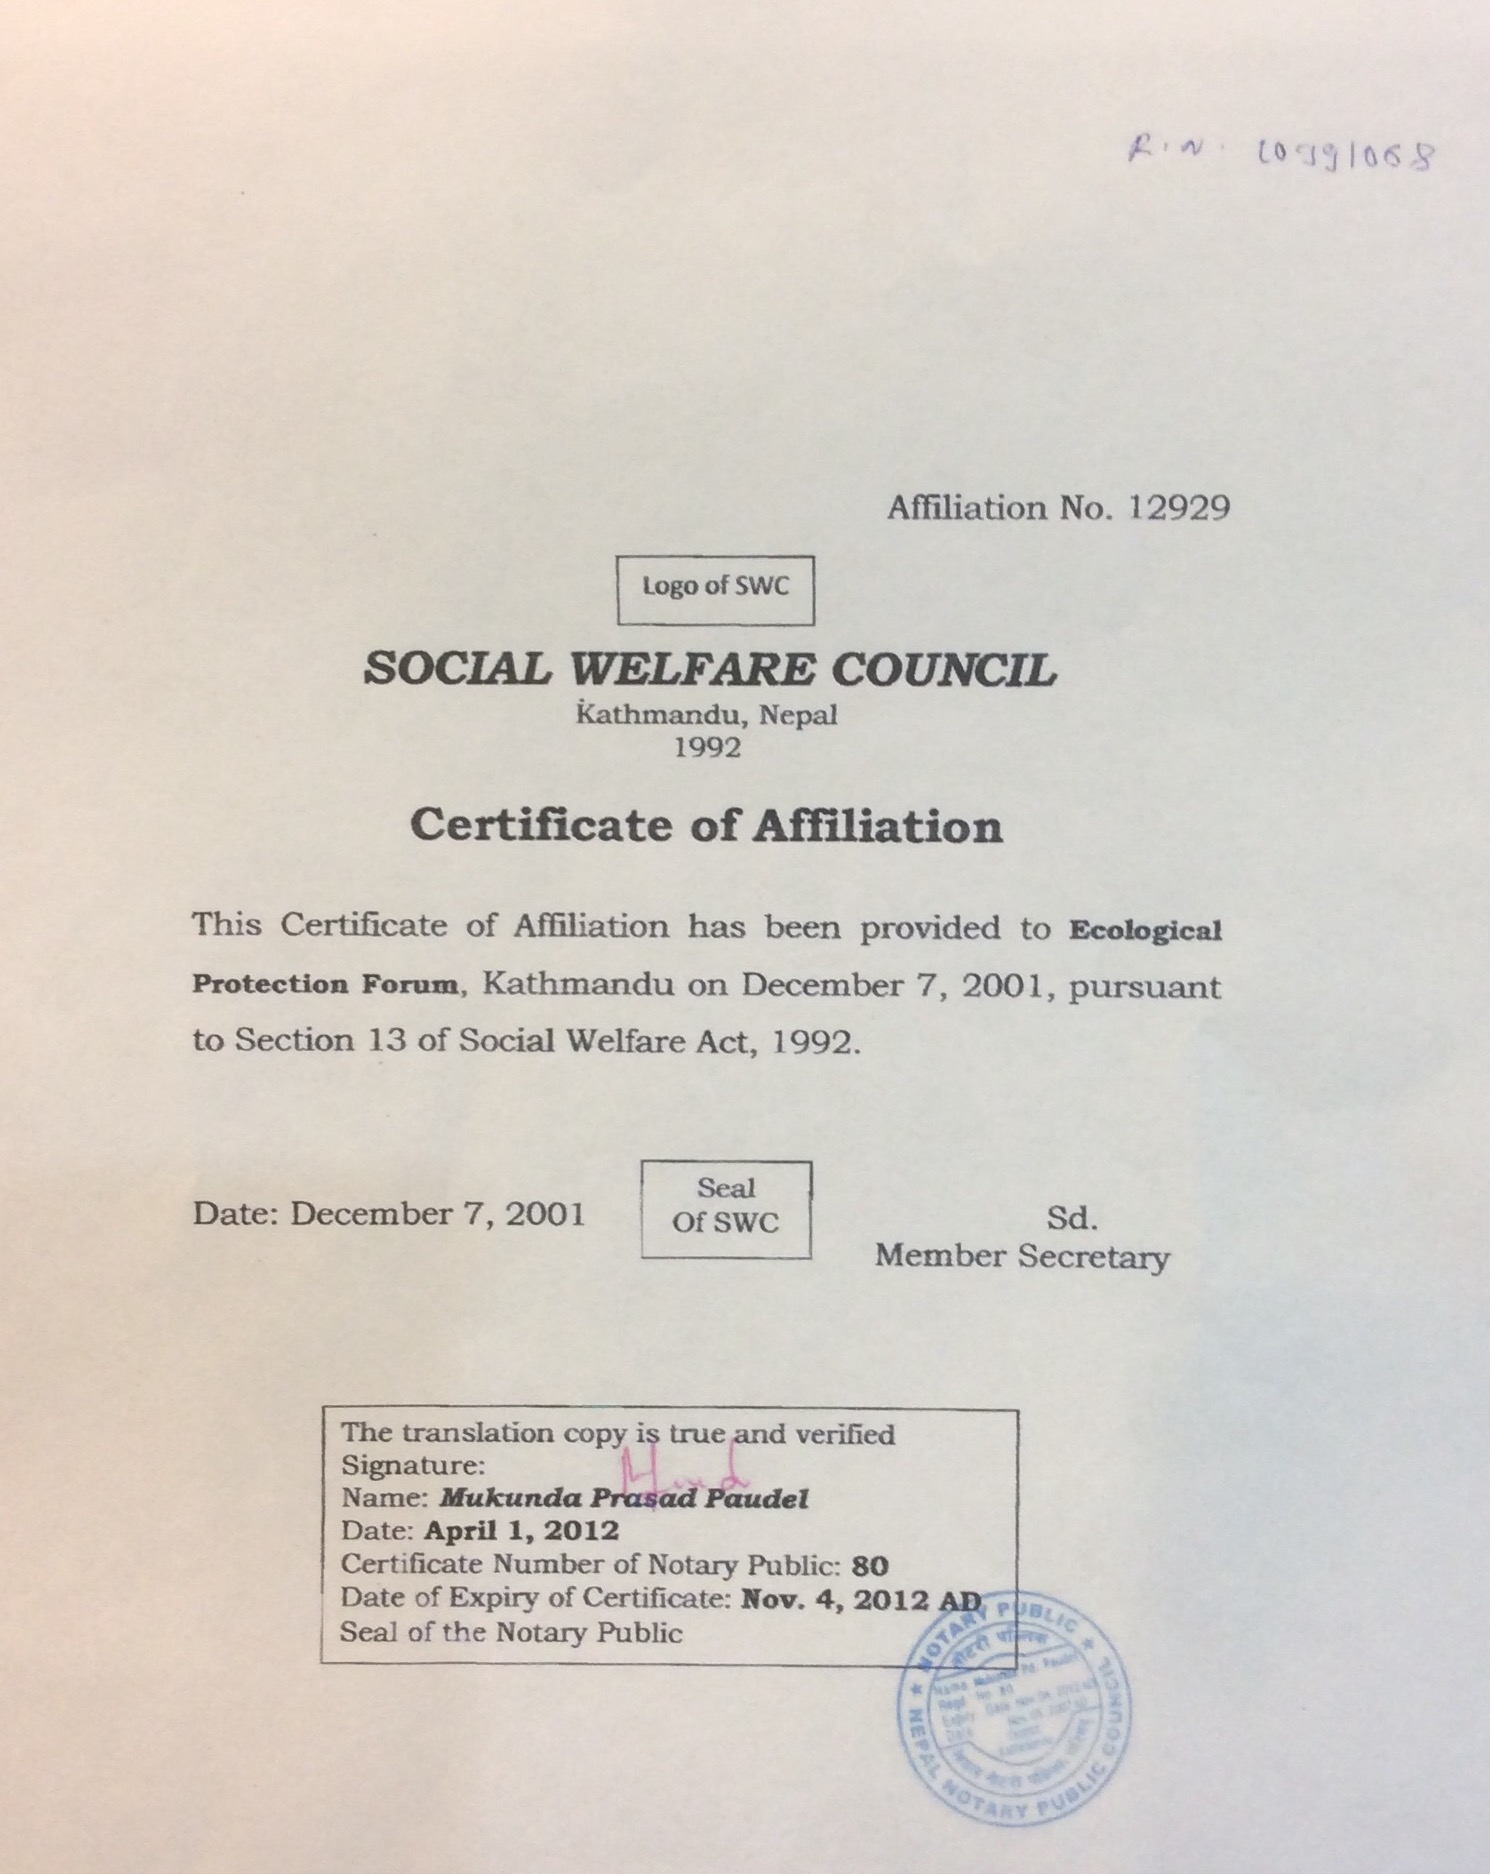 R.N.
Affiliation No. 12929
Logo of SWC
SOCIAL WELFARE COUNCIL
Kathmandu, Nepal
1992
Certificate of Affiliation
This Certificate of Affiliation has been provided to Ecological
Protection Forum, Kathmandu on December 7, 2001, pursuant
to Section 13 of Social Welfare Act, 1992.
Date: December 7, 2001
Seal
Of SWC
Sd.
Member Secretary
The translation copy is true and verified
Signature:
Name: Mukunda Prasad Paudel
Date: April 1, 2012
Certificate Number of Notary Public: 80
Date of Expiry of Certificate: Nov. 4, 2012 AD
Seal of the Notary Public
★ NOTARY PUBLIC ★
नोटरी पब्लिक
NEPAL NOTARY PUBLIC COUNCIL